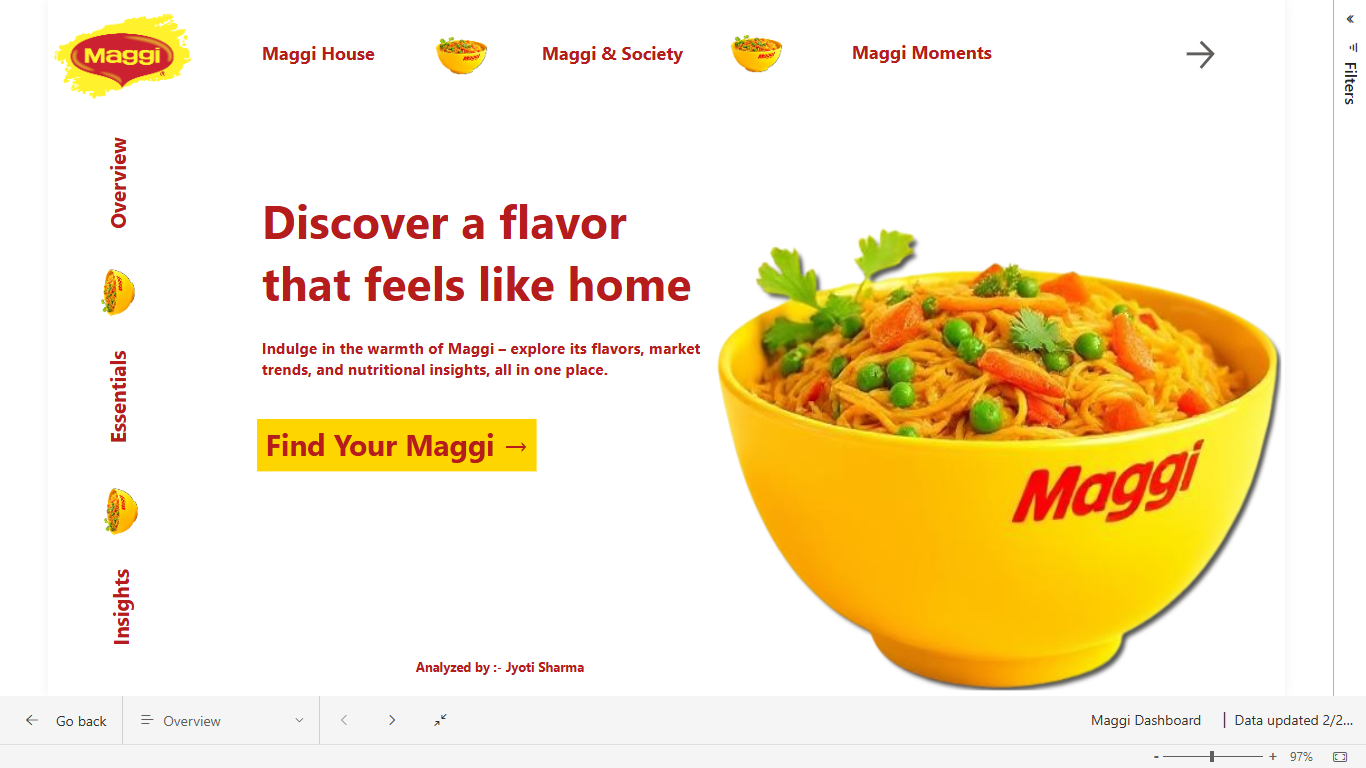 Maggi
Maggi House
Maggi & Society
Maggi Moments
Filters
Overview
Essentials
Insights
Discover a flavor
that feels like home
Indulge in the warmth of Maggi – explore its flavors, market
trends, and nutritional insights, all in one place.
Find Your Maggi →
Maggi
Analyzed by :- Jyoti Sharma
Go back
Overview
Maggi Dashboard | Data updated 2/2...
- + 97%